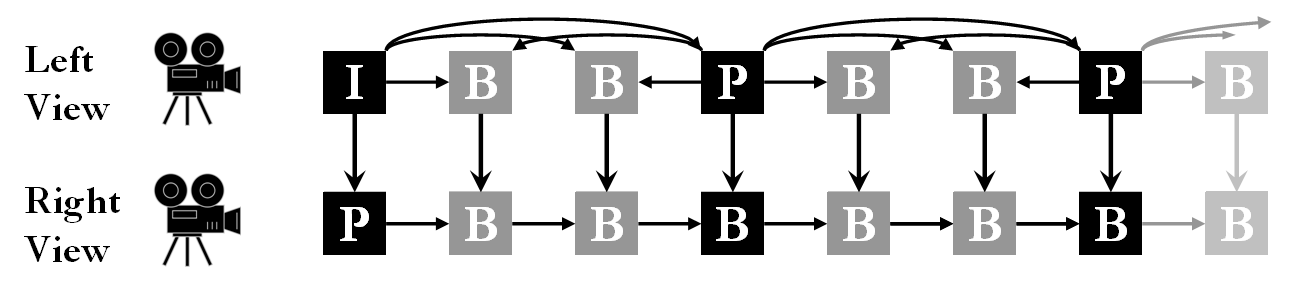 Left
View
I B B P B B P B
Right
View
P B B B B B B B